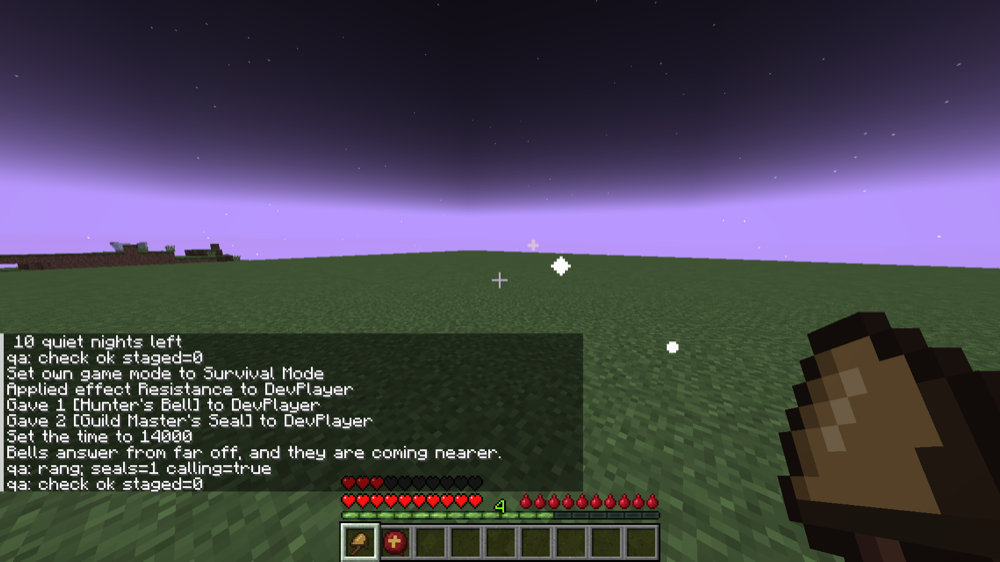 10 quiet nights left
qa: check ok staged=0
Set own game mode to Survival Mode
Applied effect Resistance to DevPlayer
Gave 1 [Hunter's Bell] to DevPlayer
Gave 2 [Guild Master's Seal] to DevPlayer
Set the time to 14000
Bells answer from far off, and they are coming nearer.
qa: rang; seals=1 calling=true
qa: check ok staged=0
4